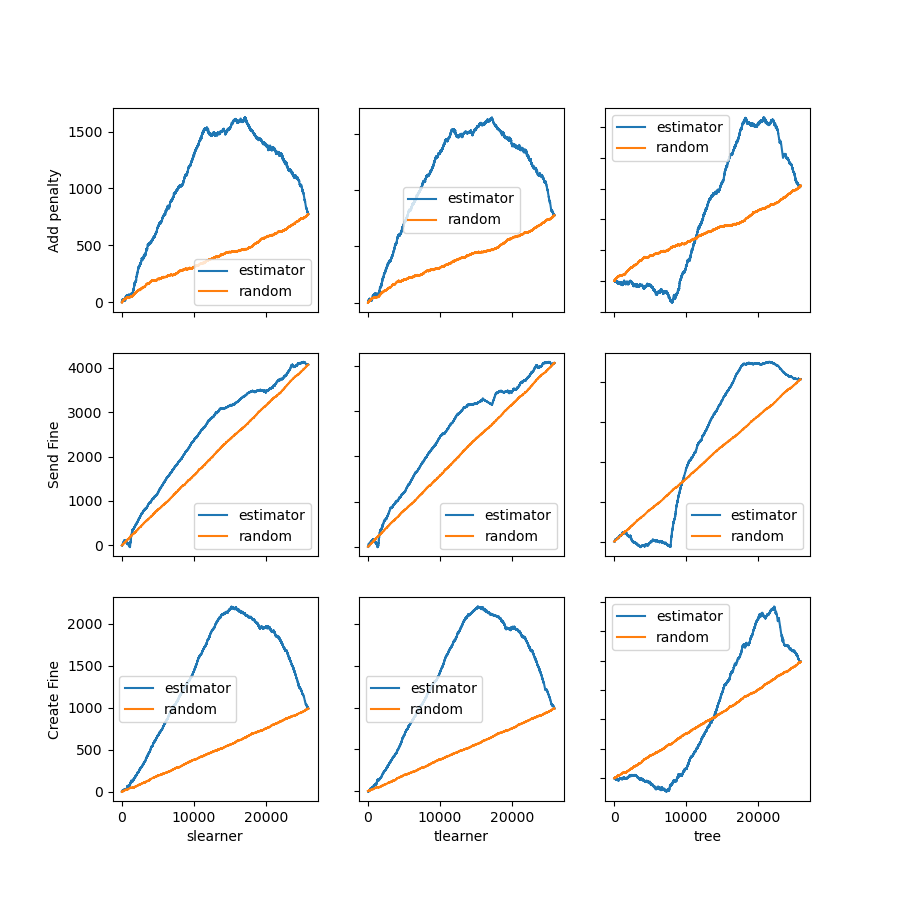 Add penalty
1500
1000
500
0
estimator
random
estimator
random
estimator
random
Send Fine
4000
3000
2000
1000
0
estimator
random
estimator
random
estimator
random
Create Fine
2000
1500
1000
500
0
estimator
random
estimator
random
estimator
random
0 10000 20000
0 10000 20000
0 10000 20000
slearner
tlearner
tree